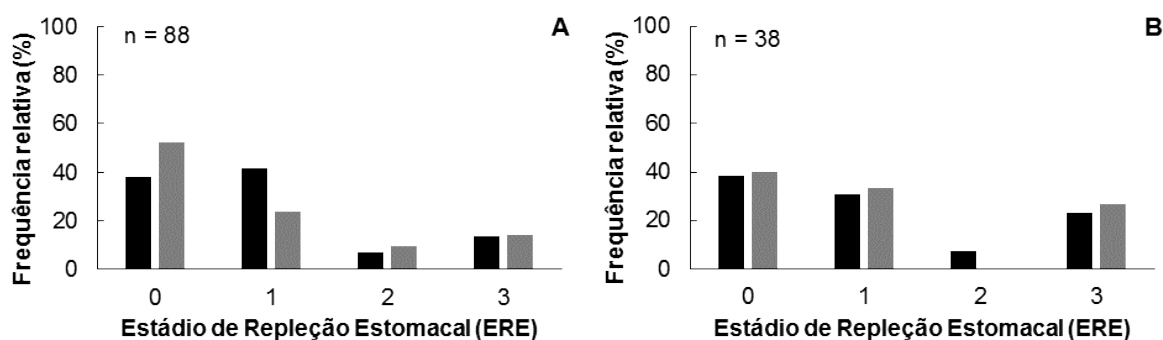 Frequência relativa (%)
100
80
60
40
20
0
n = 88
A
0 1 2 3
Estádio de Repleção Estomacal (ERE)
Frequência relativa (%)
100
80
60
40
20
0
n = 38
B
0 1 2 3
Estádio de Repleção Estomacal (ERE)